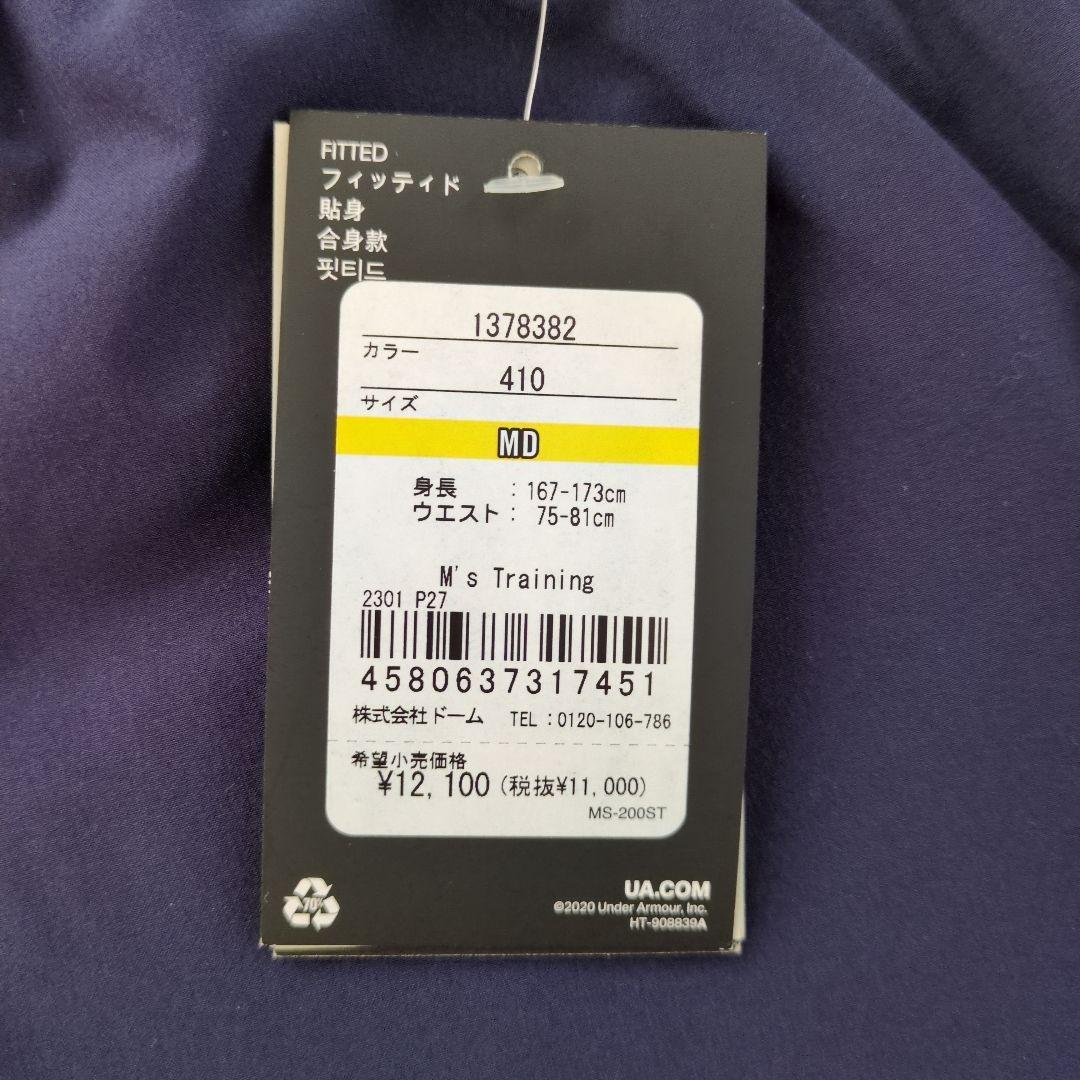 FITTED
フィッティド
貼身
合身款
핏티드
1378382
カラー
410
サイズ
MD
身長 : 167-173cm
ウエスト : 75-81cm
M's Training
2301 P27
4580637317451
株式会社ドーム TEL:0120-106-786
希望小売価格
¥12,100(税抜¥11,000)
MS-200ST
70%
UA.COM
©2020 Under Armour, Inc.
HT-908839A